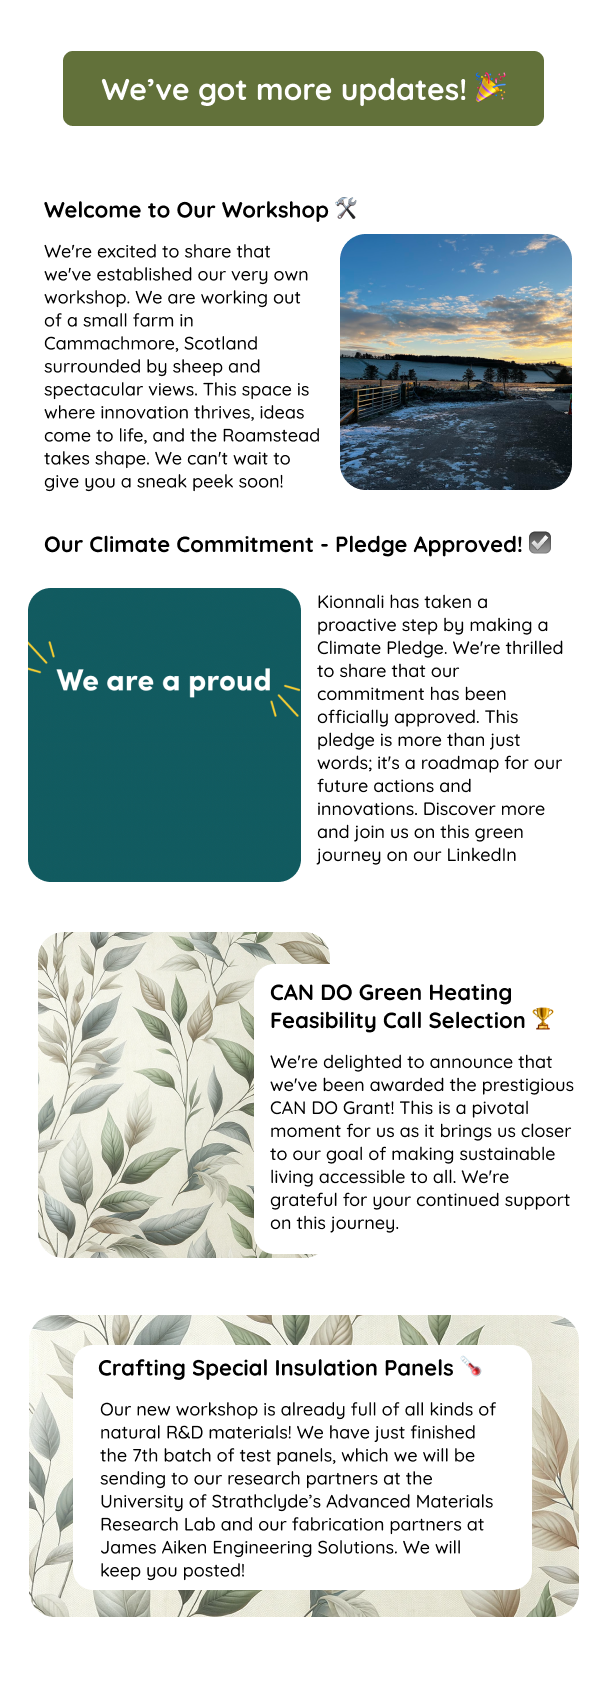 We’ve got more updates! 🎉
Welcome to Our Workshop 🛠
We're excited to share that
we've established our very own
workshop. We are working out
of a small farm in
Cammachmore, Scotland
surrounded by sheep and
spectacular views. This space is
where innovation thrives, ideas
come to life, and the Roamstead
takes shape. We can't wait to
give you a sneak peek soon!
Our Climate Commitment - Pledge Approved! ☑
We are a proud
Kionnali has taken a
proactive step by making a
Climate Pledge. We're thrilled
to share that our
commitment has been
officially approved. This
pledge is more than just
words; it's a roadmap for our
future actions and
innovations. Discover more
and join us on this green
journey on our LinkedIn
CAN DO Green Heating
Feasibility Call Selection 🏆
We're delighted to announce that
we've been awarded the prestigious
CAN DO Grant! This is a pivotal
moment for us as it brings us closer
to our goal of making sustainable
living accessible to all. We're
grateful for your continued support
on this journey.
Crafting Special Insulation Panels 🌡
Our new workshop is already full of all kinds of
natural R&D materials! We have just finished
the 7th batch of test panels, which we will be
sending to our research partners at the
University of Strathclyde’s Advanced Materials
Research Lab and our fabrication partners at
James Aiken Engineering Solutions. We will
keep you posted!